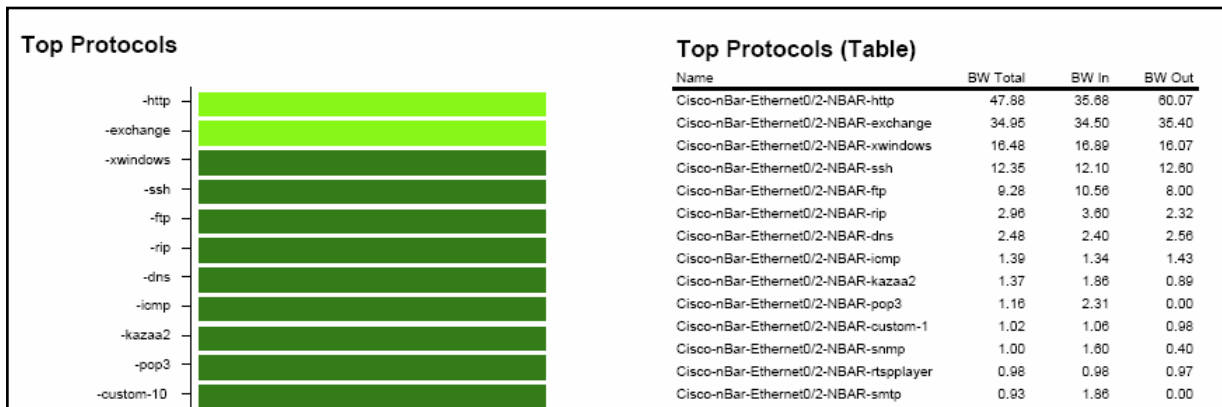 Top Protocols
-http
-exchange
-xwindows
-ssh
-ftp
-rip
-dns
-icmp
-kazaa2
-pop3
-custom-10
Top Protocols (Table)
Name BW Total BW In BW Out
Cisco-nBar-Ethernet0/2-NBAR-http 47.88 35.68 60.07
Cisco-nBar-Ethernet0/2-NBAR-exchange 34.95 34.50 35.40
Cisco-nBar-Ethernet0/2-NBAR-xwindows 16.48 16.89 16.07
Cisco-nBar-Ethernet0/2-NBAR-ssh 12.35 12.10 12.60
Cisco-nBar-Ethernet0/2-NBAR-ftp 9.28 10.56 8.00
Cisco-nBar-Ethernet0/2-NBAR-rip 2.96 3.60 2.32
Cisco-nBar-Ethernet0/2-NBAR-dns 2.48 2.40 2.56
Cisco-nBar-Ethernet0/2-NBAR-icmp 1.39 1.34 1.43
Cisco-nBar-Ethernet0/2-NBAR-kazaa2 1.37 1.86 0.89
Cisco-nBar-Ethernet0/2-NBAR-pop3 1.16 2.31 0.00
Cisco-nBar-Ethernet0/2-NBAR-custom-1 1.02 1.06 0.98
Cisco-nBar-Ethernet0/2-NBAR-snmp 1.00 1.60 0.40
Cisco-nBar-Ethernet0/2-NBAR-rtspplayer 0.98 0.98 0.97
Cisco-nBar-Ethernet0/2-NBAR-smtp 0.93 1.86 0.00